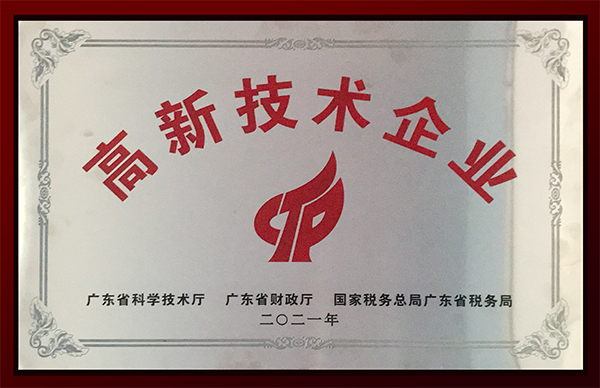 高新技术企业
广东省科学技术厅 广东省财政厅 国家税务总局广东省税务局
二〇二一年